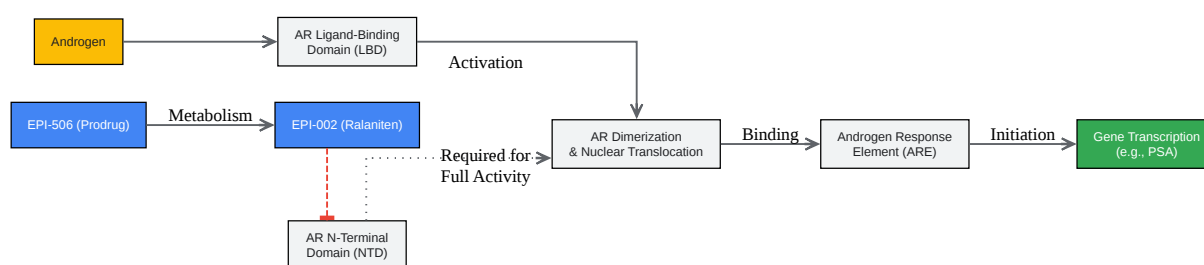 Androgen
AR Ligand-Binding
Domain (LBD)
Activation
EPI-506 (Prodrug)
Metabolism
EPI-002 (Ralaniten)
Required for
Full Activity
AR N-Terminal
Domain (NTD)
AR Dimerization
& Nuclear Translocation
Binding
Androgen Response
Element (ARE)
Initiation
Gene Transcription
(e.g., PSA)